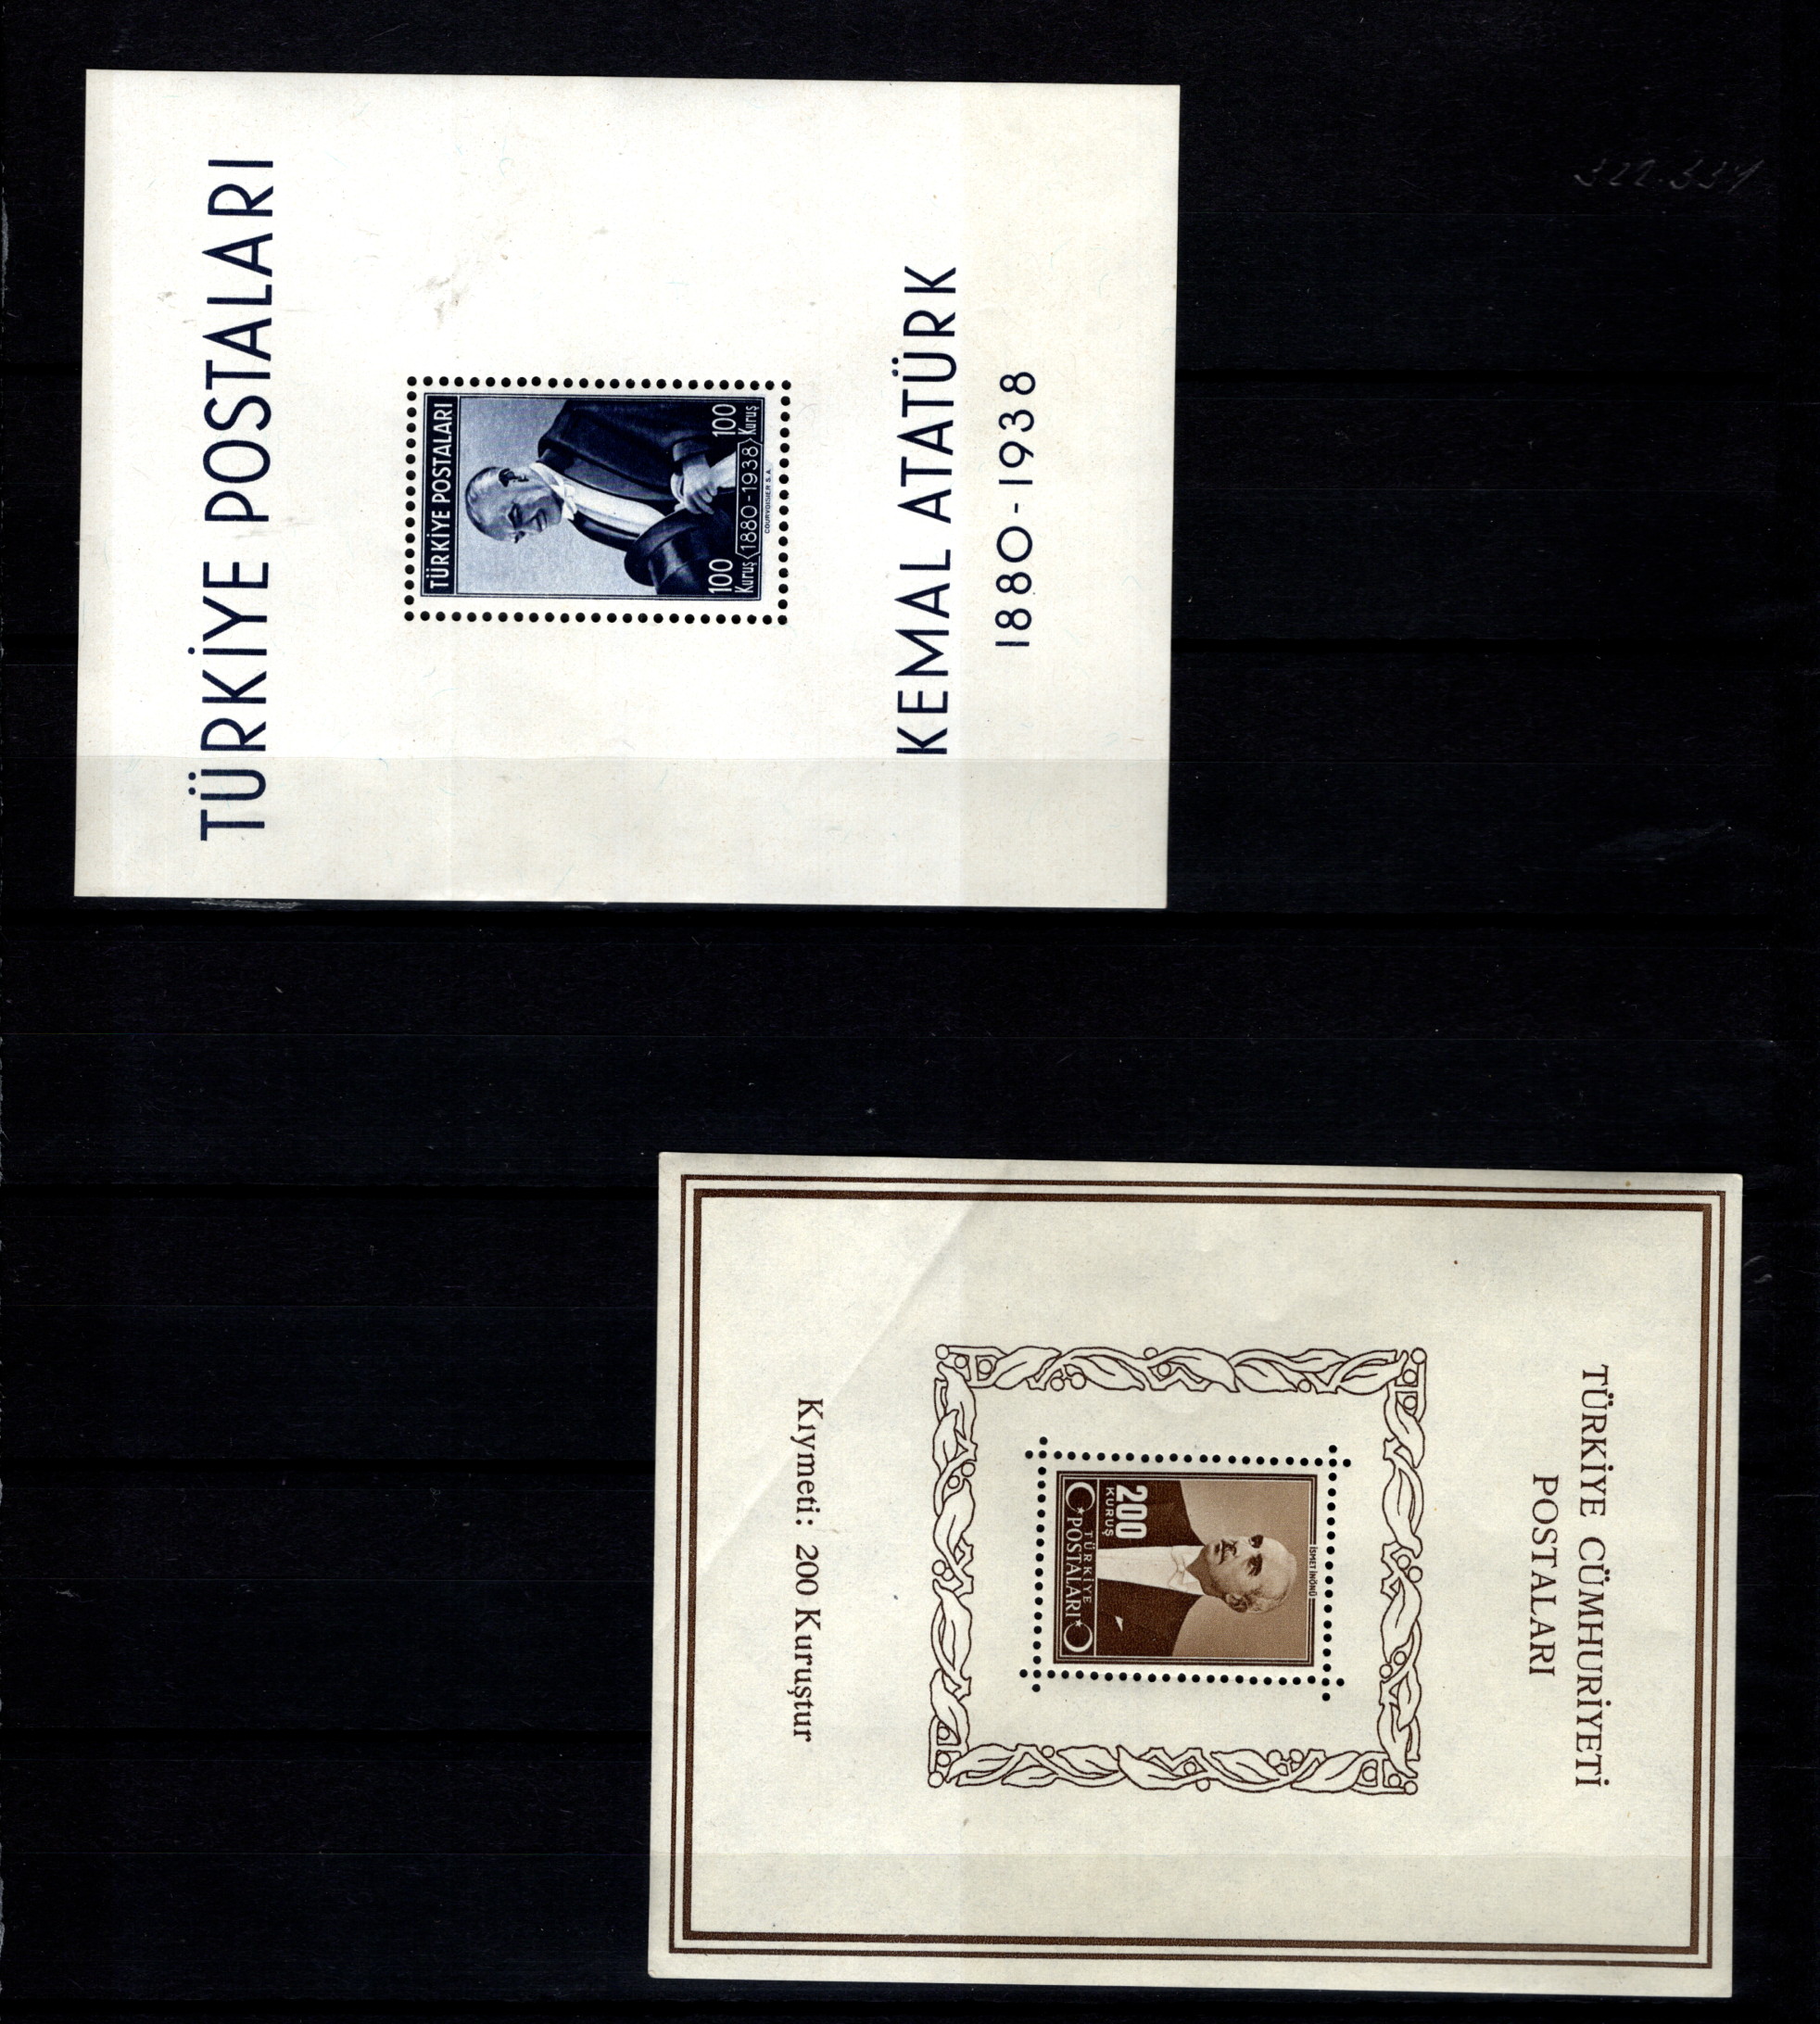 TÜRKİYE POSTALARI
TÜRKİYE POSTALARI
100 Kuruş
1880-1938
100 Kuruş
COURVOISIER S.A.
KEMAL ATATÜRK
1880-1938
TÜRKİYE CÜMHURİYETİ
POSTALARI
İSMET İNÖNÜ
200
KURUŞ
TÜRKİYE
POSTALARI
Kıymeti: 200 Kuruştur